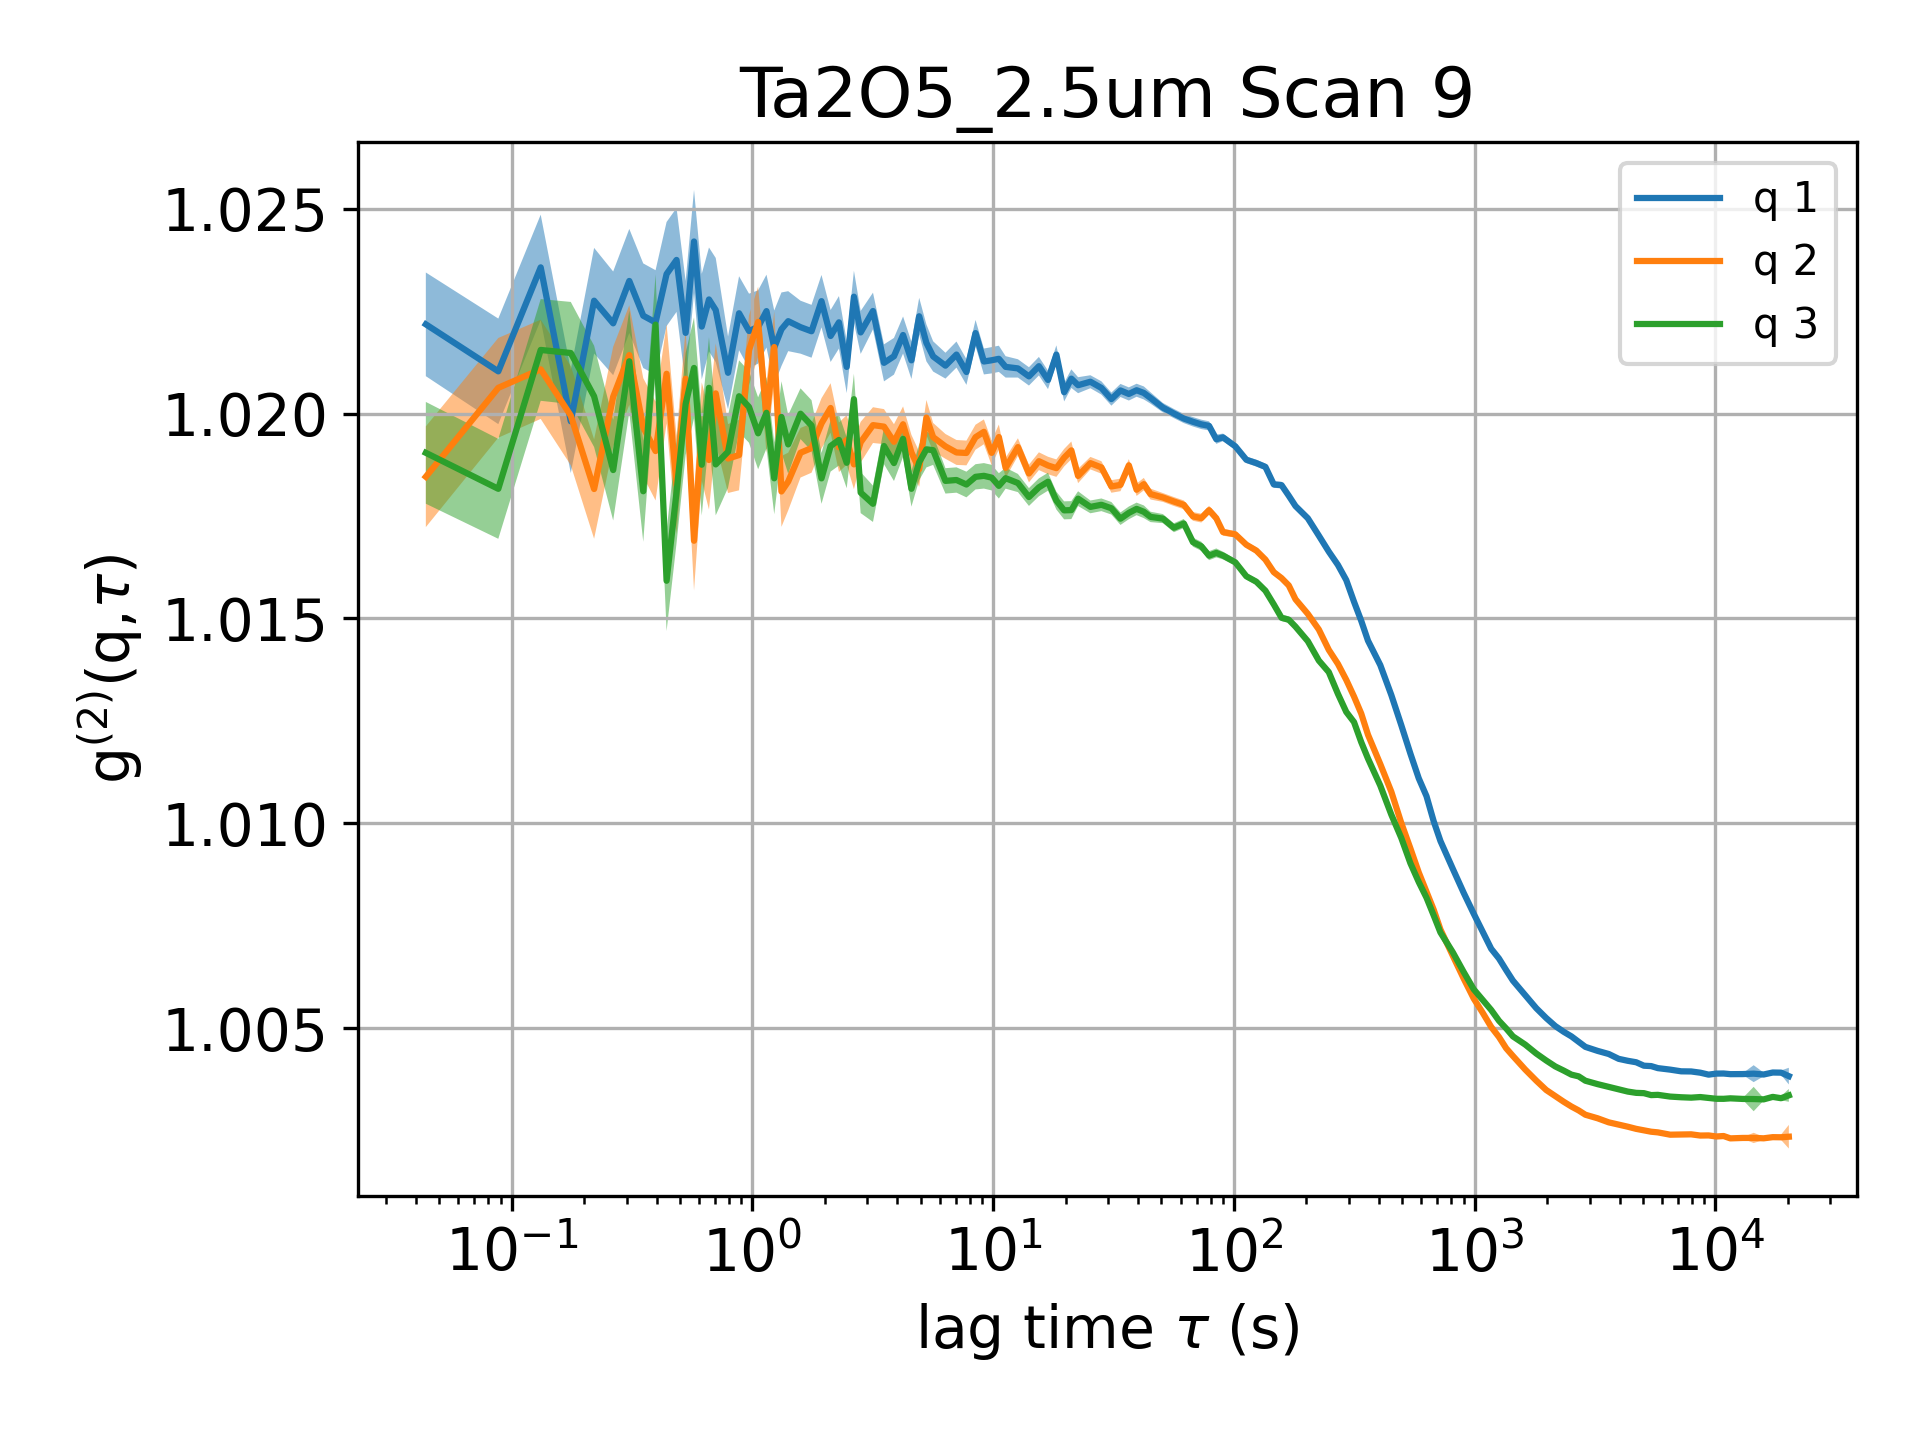 Ta2O5_2.5um Scan 9
q 1
q 2
q 3
1.025
1.020
1.015
1.010
1.005
g⁽²⁾(q,τ)
10⁻¹
10⁰
10¹
10²
10³
10⁴
lag time τ (s)